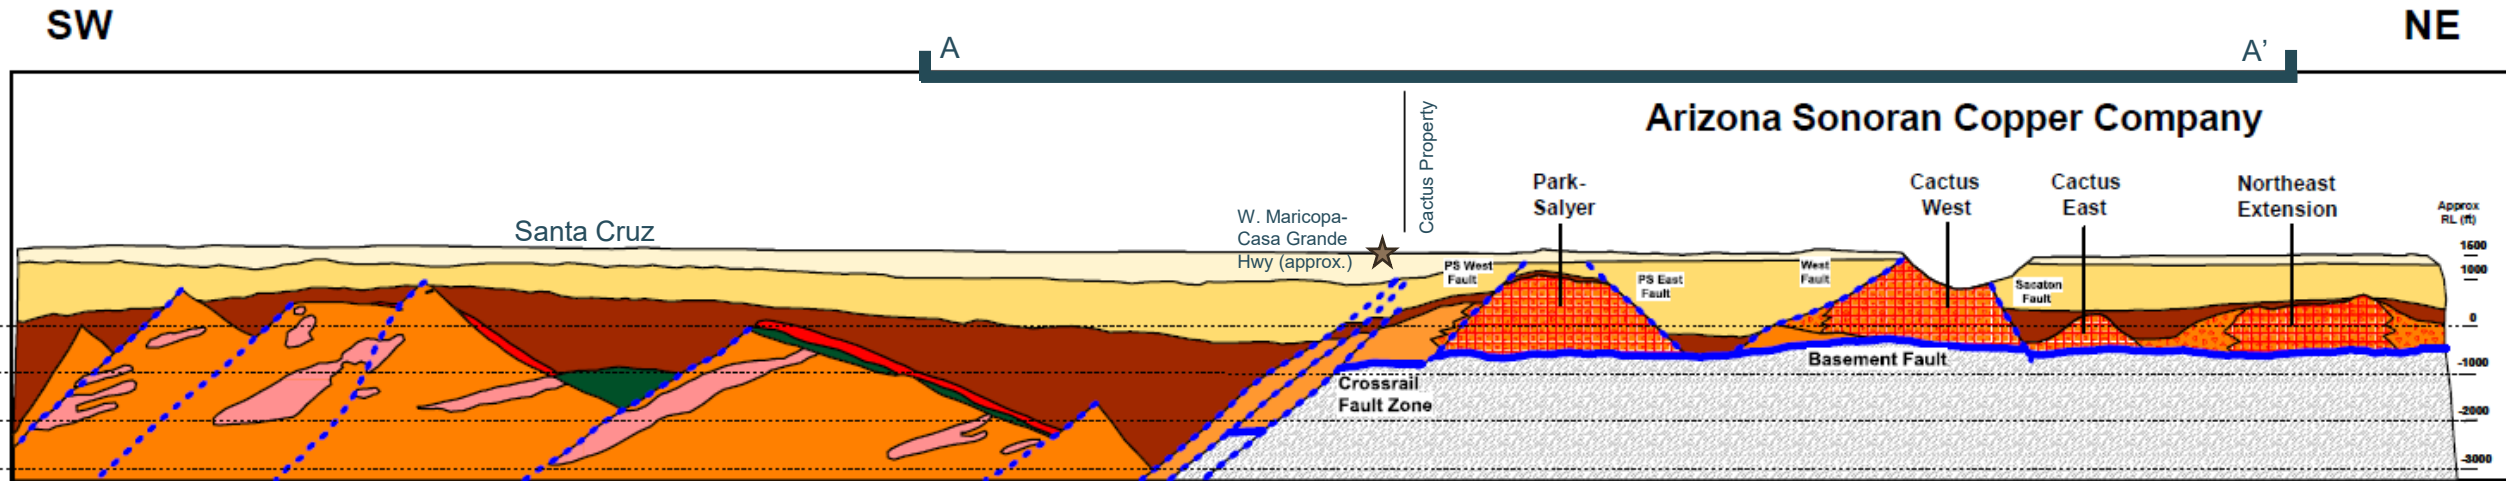 SW
NE
A
A’
Arizona Sonoran Copper Company
Cactus Property
Santa Cruz
W. Maricopa-
Casa Grande
Hwy (approx.)
Park-
Salyer
Cactus
West
Cactus
East
Northeast
Extension
Approx
RL (ft)
1500
1000
0
-1000
-2000
-3000
PS West
Fault
PS East
Fault
West
Fault
Sacaton
Fault
Basement Fault
Crossrail
Fault Zone